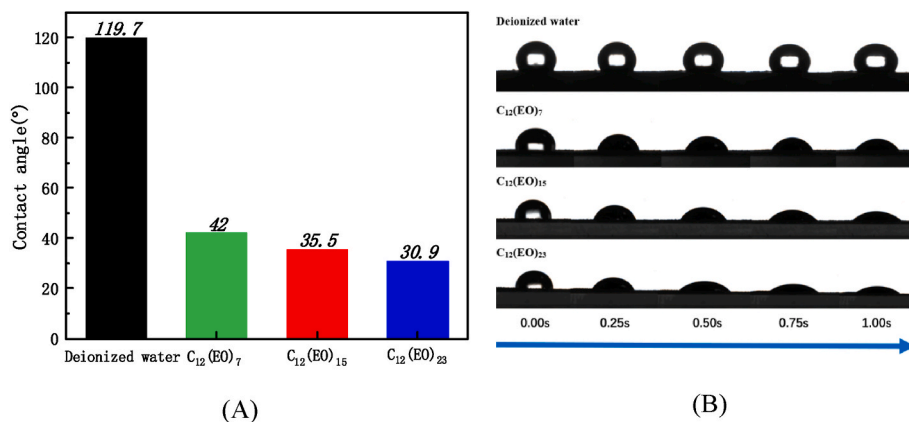 119.7
42
35.5
30.9
120
100
80
60
40
20
0
Contact angle(°)
Deionized water C₁₂(EO)₇ C₁₂(EO)₁₅ C₁₂(EO)₂₃
(A)
Deionized water
C₁₂(EO)₇
C₁₂(EO)₁₅
C₁₂(EO)₂₃
0.00s 0.25s 0.50s 0.75s 1.00s
(B)